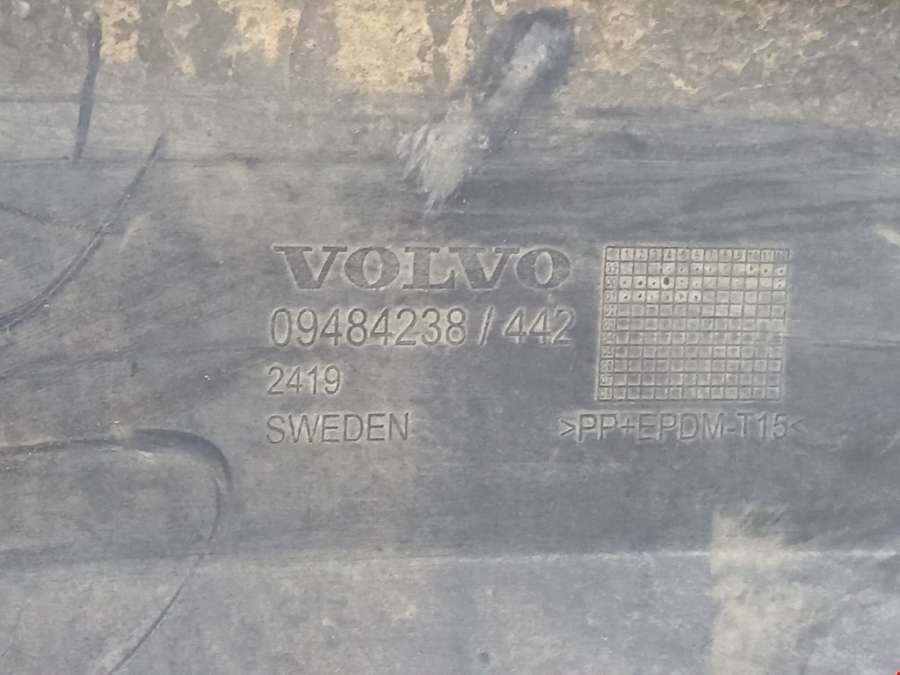 VOLVO
09484238 / 442
2419
SWEDEN
>PP+EPDM-T15<